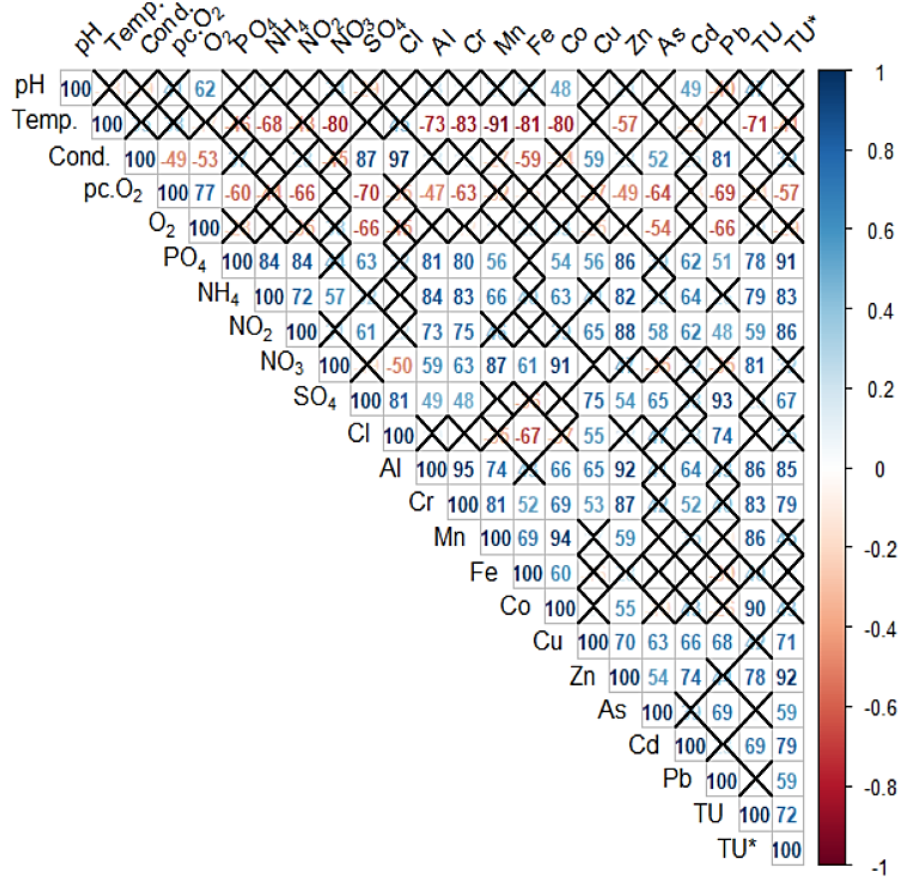 pH Temp. Cond. pc.O₂ O₂ PO₄ NH₄ NO₂ NO₃ SO₄ Cl Al Cr Mn Fe Co Cu Zn As Cd Pb TU TU*
pH 100 62 48 49
Temp. 100 -68 -80 -73 -83 -91 -81 -80 -57 -71
Cond. 100 -49 -53 87 97 -59 59 52 81
pc.O₂ 100 77 -60 -66 -70 -47 -63 -49 -64 -69 -57
O₂ 100 -66 -54 -66
PO₄ 100 84 84 63 81 80 56 54 56 86 62 51 78 91
NH₄ 100 72 57 84 83 66 63 82 64 79 83
NO₂ 100 61 73 75 65 88 58 62 48 59 86
NO₃ 100 -50 59 63 87 61 91 81
SO₄ 100 81 49 48 75 54 65 93 67
Cl 100 -67 55 74
Al 100 95 74 66 65 92 64 86 85
Cr 100 81 52 69 53 87 52 83 79
Mn 100 69 94 59 86
Fe 100 60
Co 100 55 90
Cu 100 70 63 66 68 71
Zn 100 54 74 78 92
As 100 69 59
Cd 100 69 79
Pb 100 59
TU 100 72
TU* 100
1
0.8
0.6
0.4
0.2
0
-0.2
-0.4
-0.6
-0.8
-1